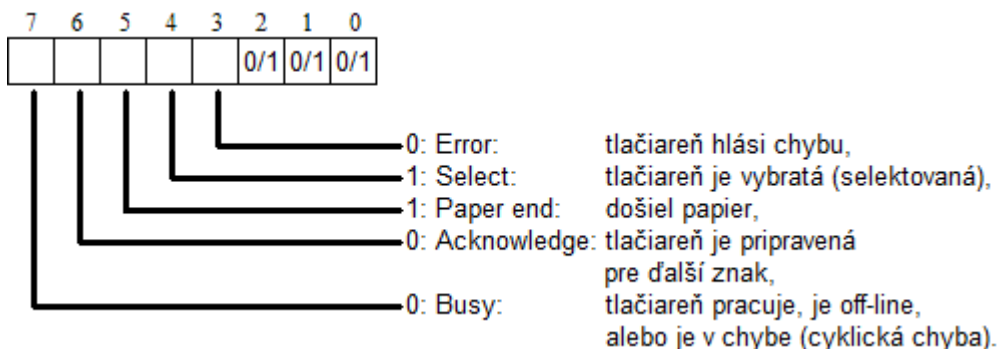 7 6 5 4 3 2 1 0
0/1 0/1 0/1
0: Error: tlačiareň hlási chybu,
1: Select: tlačiareň je vybratá (selektovaná),
1: Paper end: došiel papier,
0: Acknowledge: tlačiareň je pripravená
pre ďalší znak,
0: Busy: tlačiareň pracuje, je off-line,
alebo je v chybe (cyklická chyba).